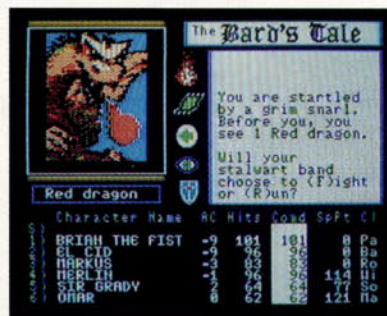 The Bard's Tale
You are startled
by a grim snarl.
Before you, you
see 1 Red dragon.
Will your
stalwart band
choose to (F)ight
or (R)un?
Red dragon
Character Name AC Hits Cond SpPt Cl
S)
1) BRIAN THE FIST -9 101 101 0 Pa
2) EL CID -9 96 96 0 Ba
3) MARKUS -3 83 83 0 Ro
4) MERLIN -1 96 96 114 Wi
5) SIR GRADY 2 64 64 77 So
6) OMAR 0 62 62 121 Ma